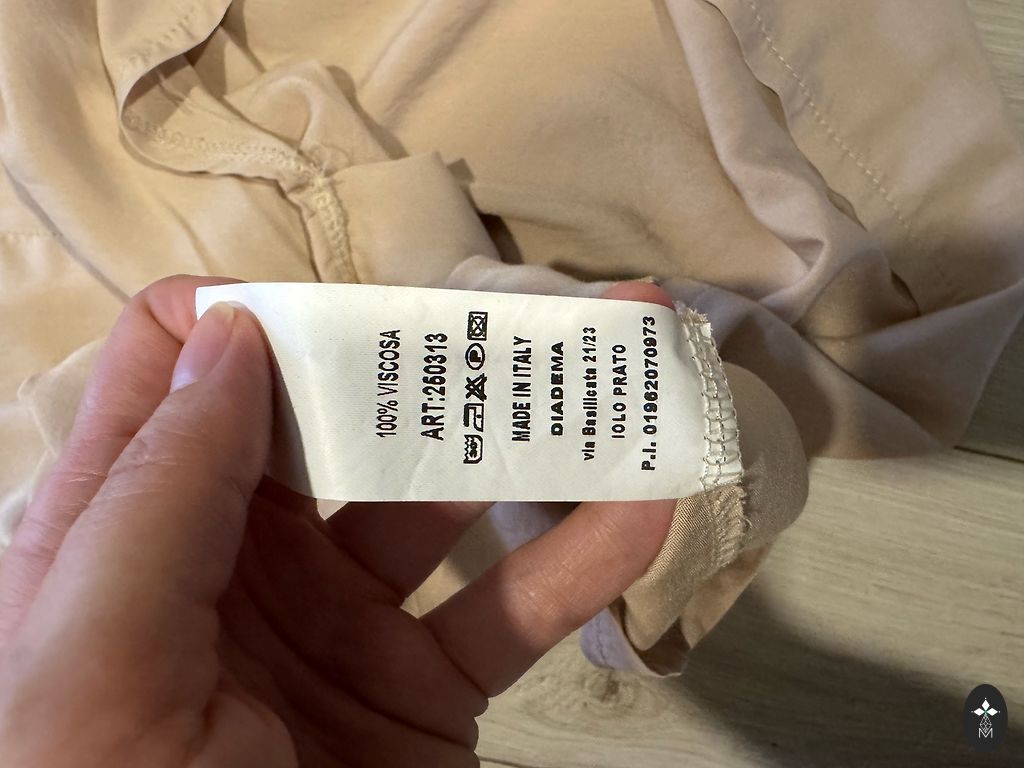 100% VISCOSA
ART:250313
MADE IN ITALY
DIADEMA
via Basilicata 21/23
IOLO PRATO
P.I. 01962070973